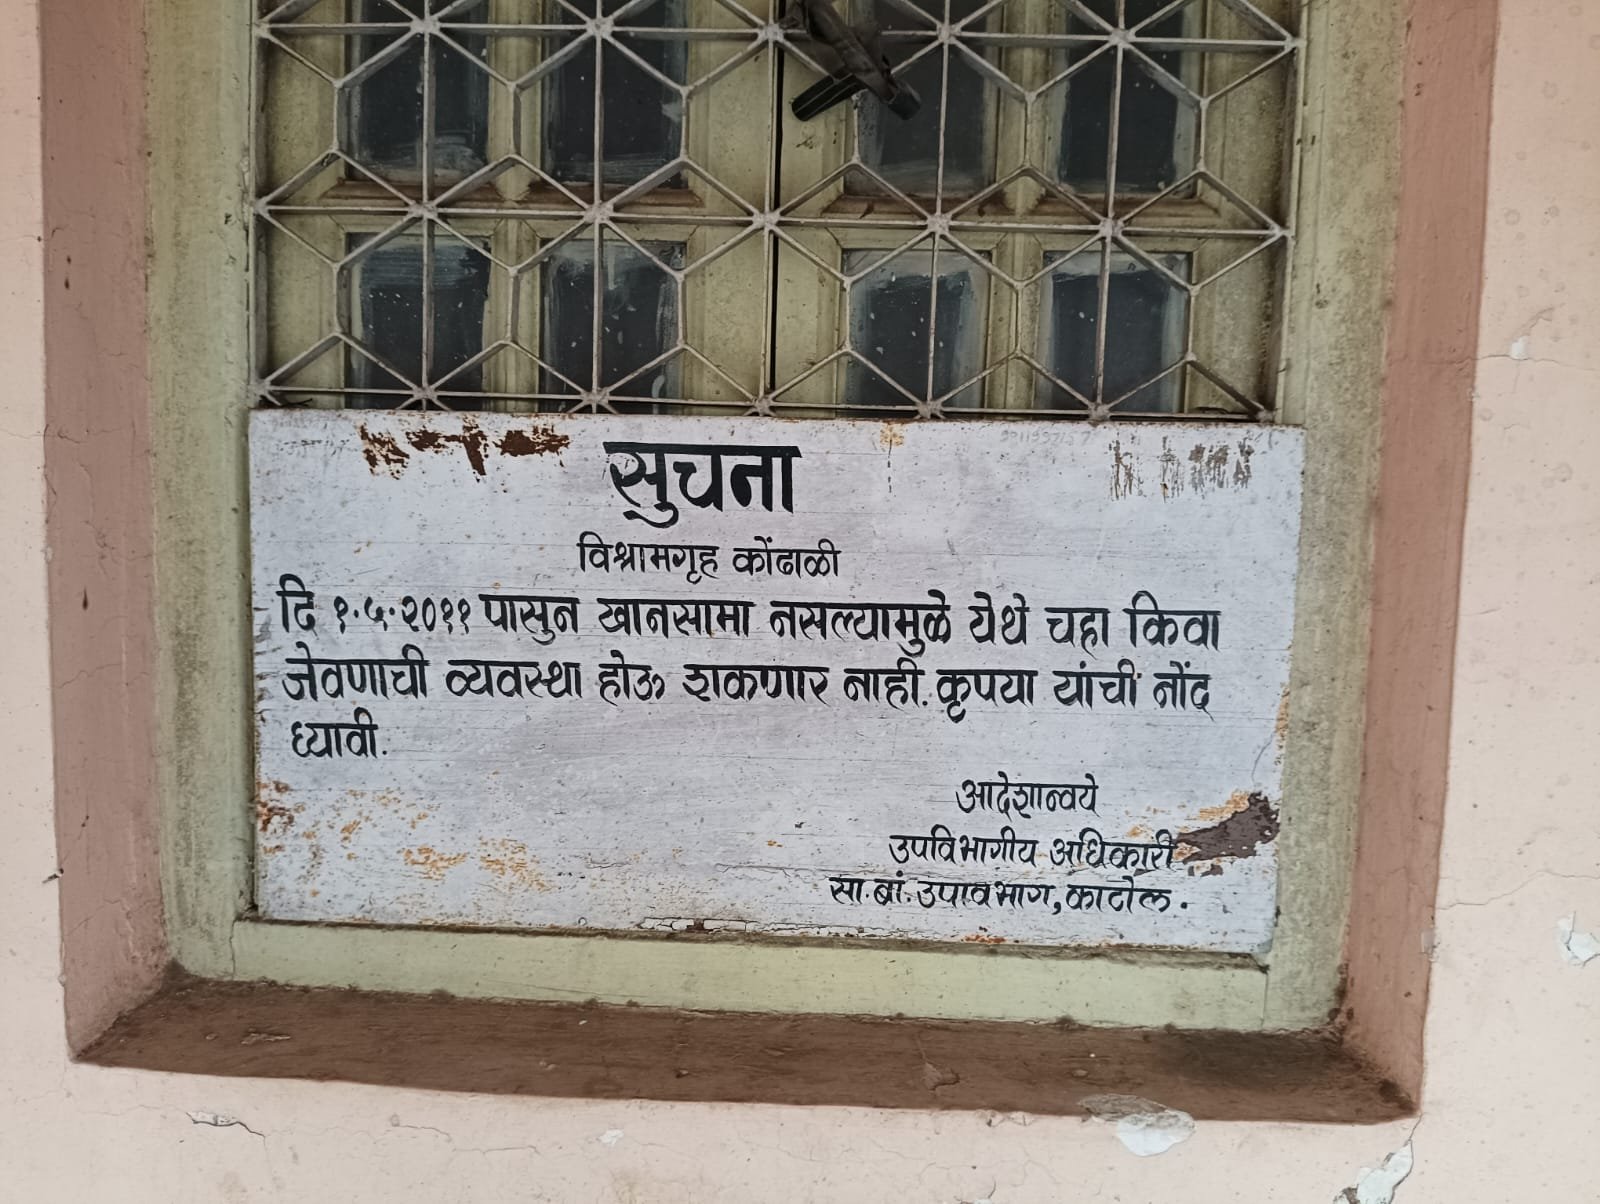 सुचना
विश्रामगृह कोंढाळी
दि १.५.२०११ पासुन खानसामा नसल्यामुळे येथे चहा किवा
जेवणाची व्यवस्था होऊ शकणार नाही. कृपया यांची नोंद
घ्यावी.
आदेशान्वये
उपविभागीय अधिकारी
सा.बां.उपविभाग,काटोल.